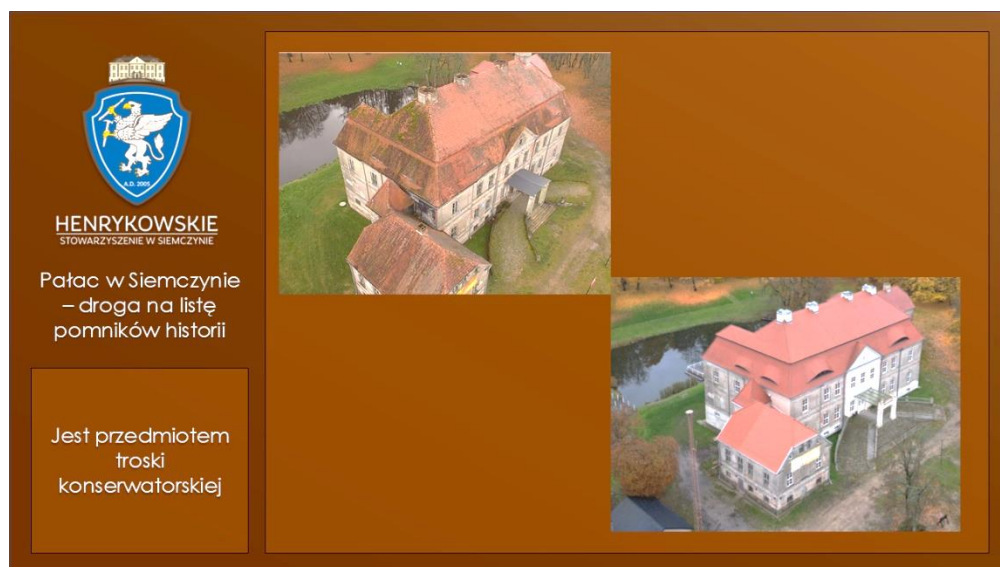 A.D. 2005
HENRYKOWSKIE
STOWARZYSZENIE W SIEMCZYNIE
Pałac w Siemczynie
– droga na listę
pomników historii
Jest przedmiotem
troski
konserwatorskiej